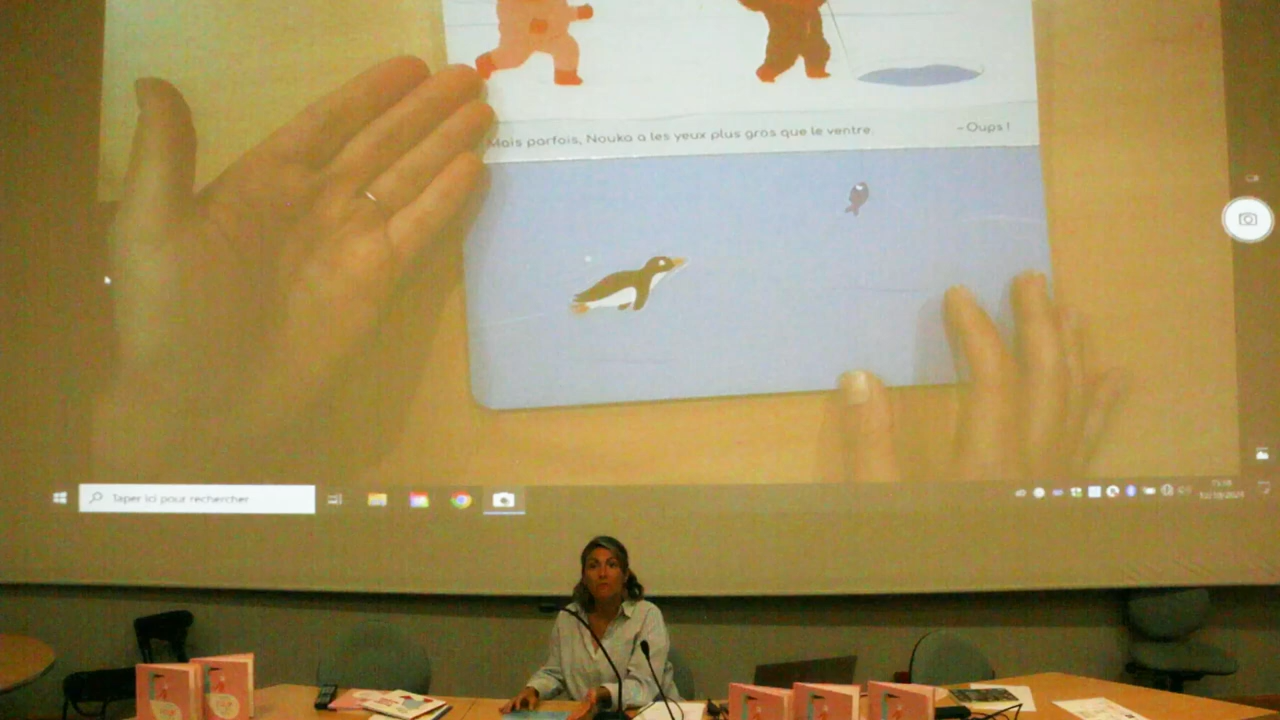 Mais parfois, Nouka a les yeux plus gros que le ventre.
– Oups !
Taper ici pour rechercher